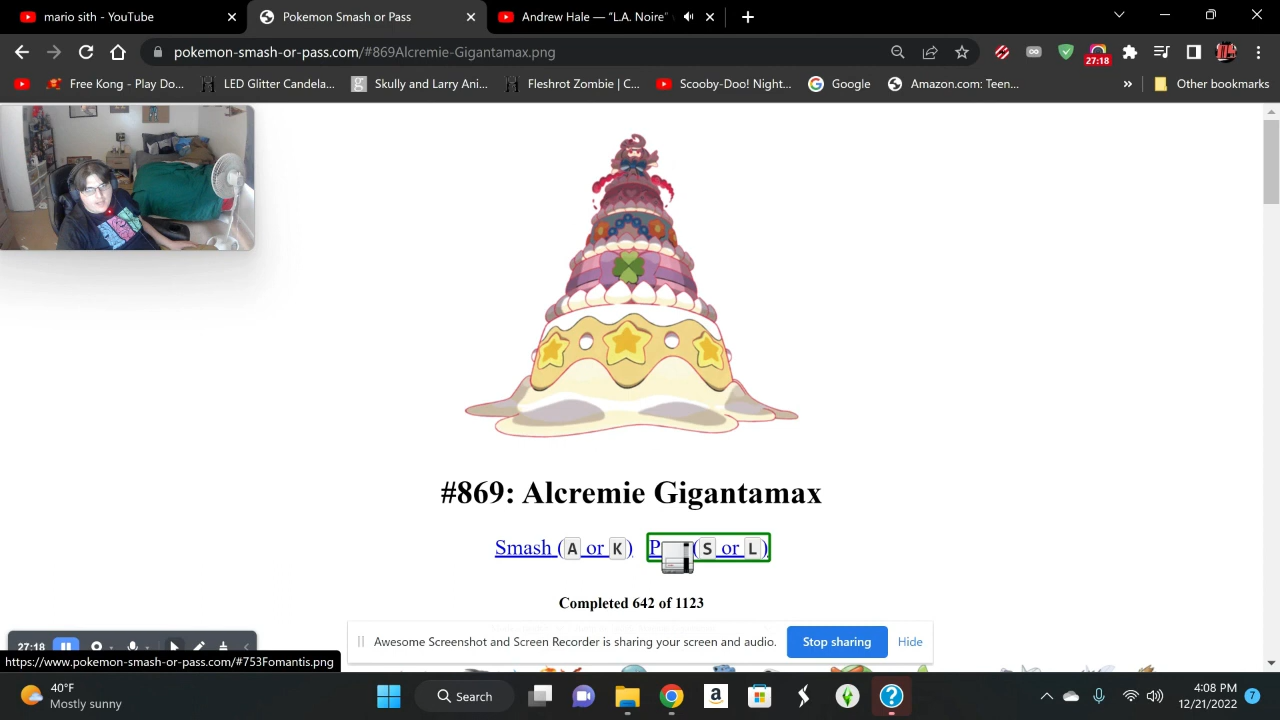 mario sith - YouTube
Pokemon Smash or Pass
Andrew Hale — "L.A. Noire"
pokemon-smash-or-pass.com/#869Alcremie-Gigantamax.png
27:18
Free Kong - Play Do...
LED Glitter Candela...
Skully and Larry Ani...
Fleshrot Zombie | C...
Scooby-Doo! Night...
Google
Amazon.com: Teen...
»
Other bookmarks
#869: Alcremie Gigantamax
Smash (A or K)
(S or L)
Completed 642 of 1123
27:18
Awesome Screenshot and Screen Recorder is sharing your screen and audio.
Stop sharing
Hide
https://www.pokemon-smash-or-pass.com/#753Fomantis.png
40°F
Mostly sunny
Search
4:08 PM
12/21/2022
7